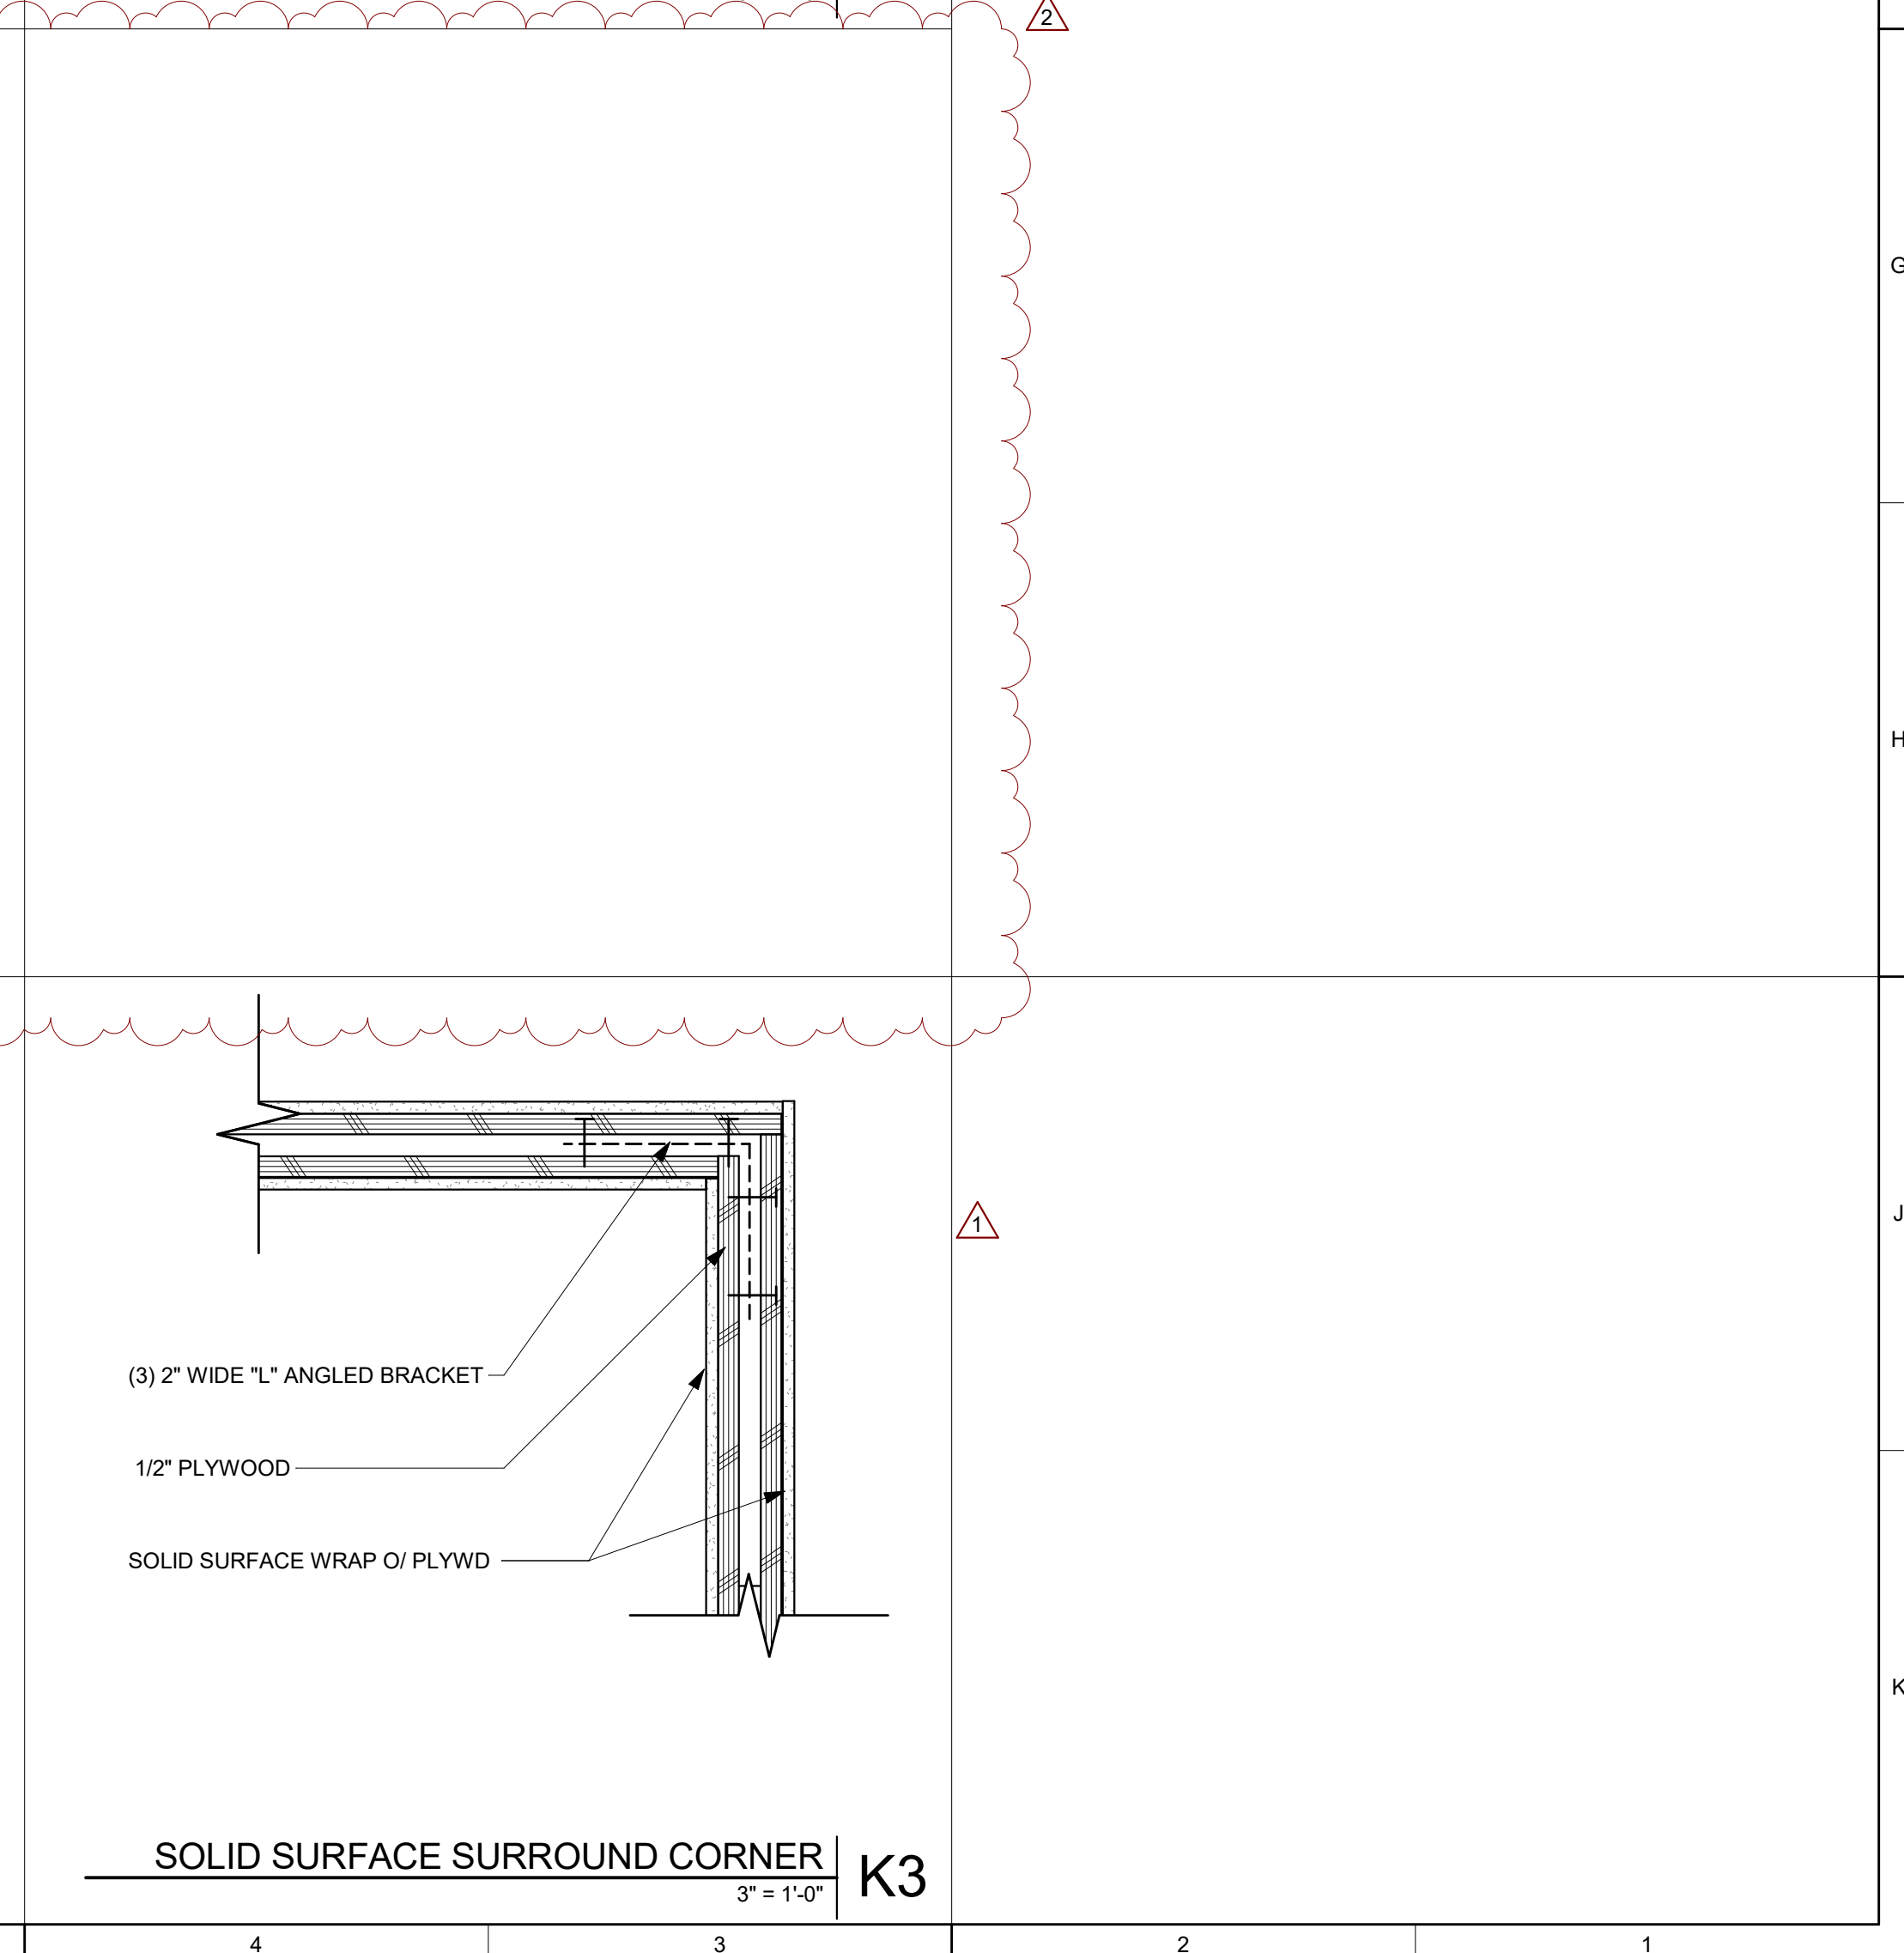 2
G
H
J
1
(3) 2" WIDE "L" ANGLED BRACKET
1/2" PLYWOOD
SOLID SURFACE WRAP O/ PLYWD
K
SOLID SURFACE SURROUND CORNER
K3
3" = 1'-0"
4 3 2 1